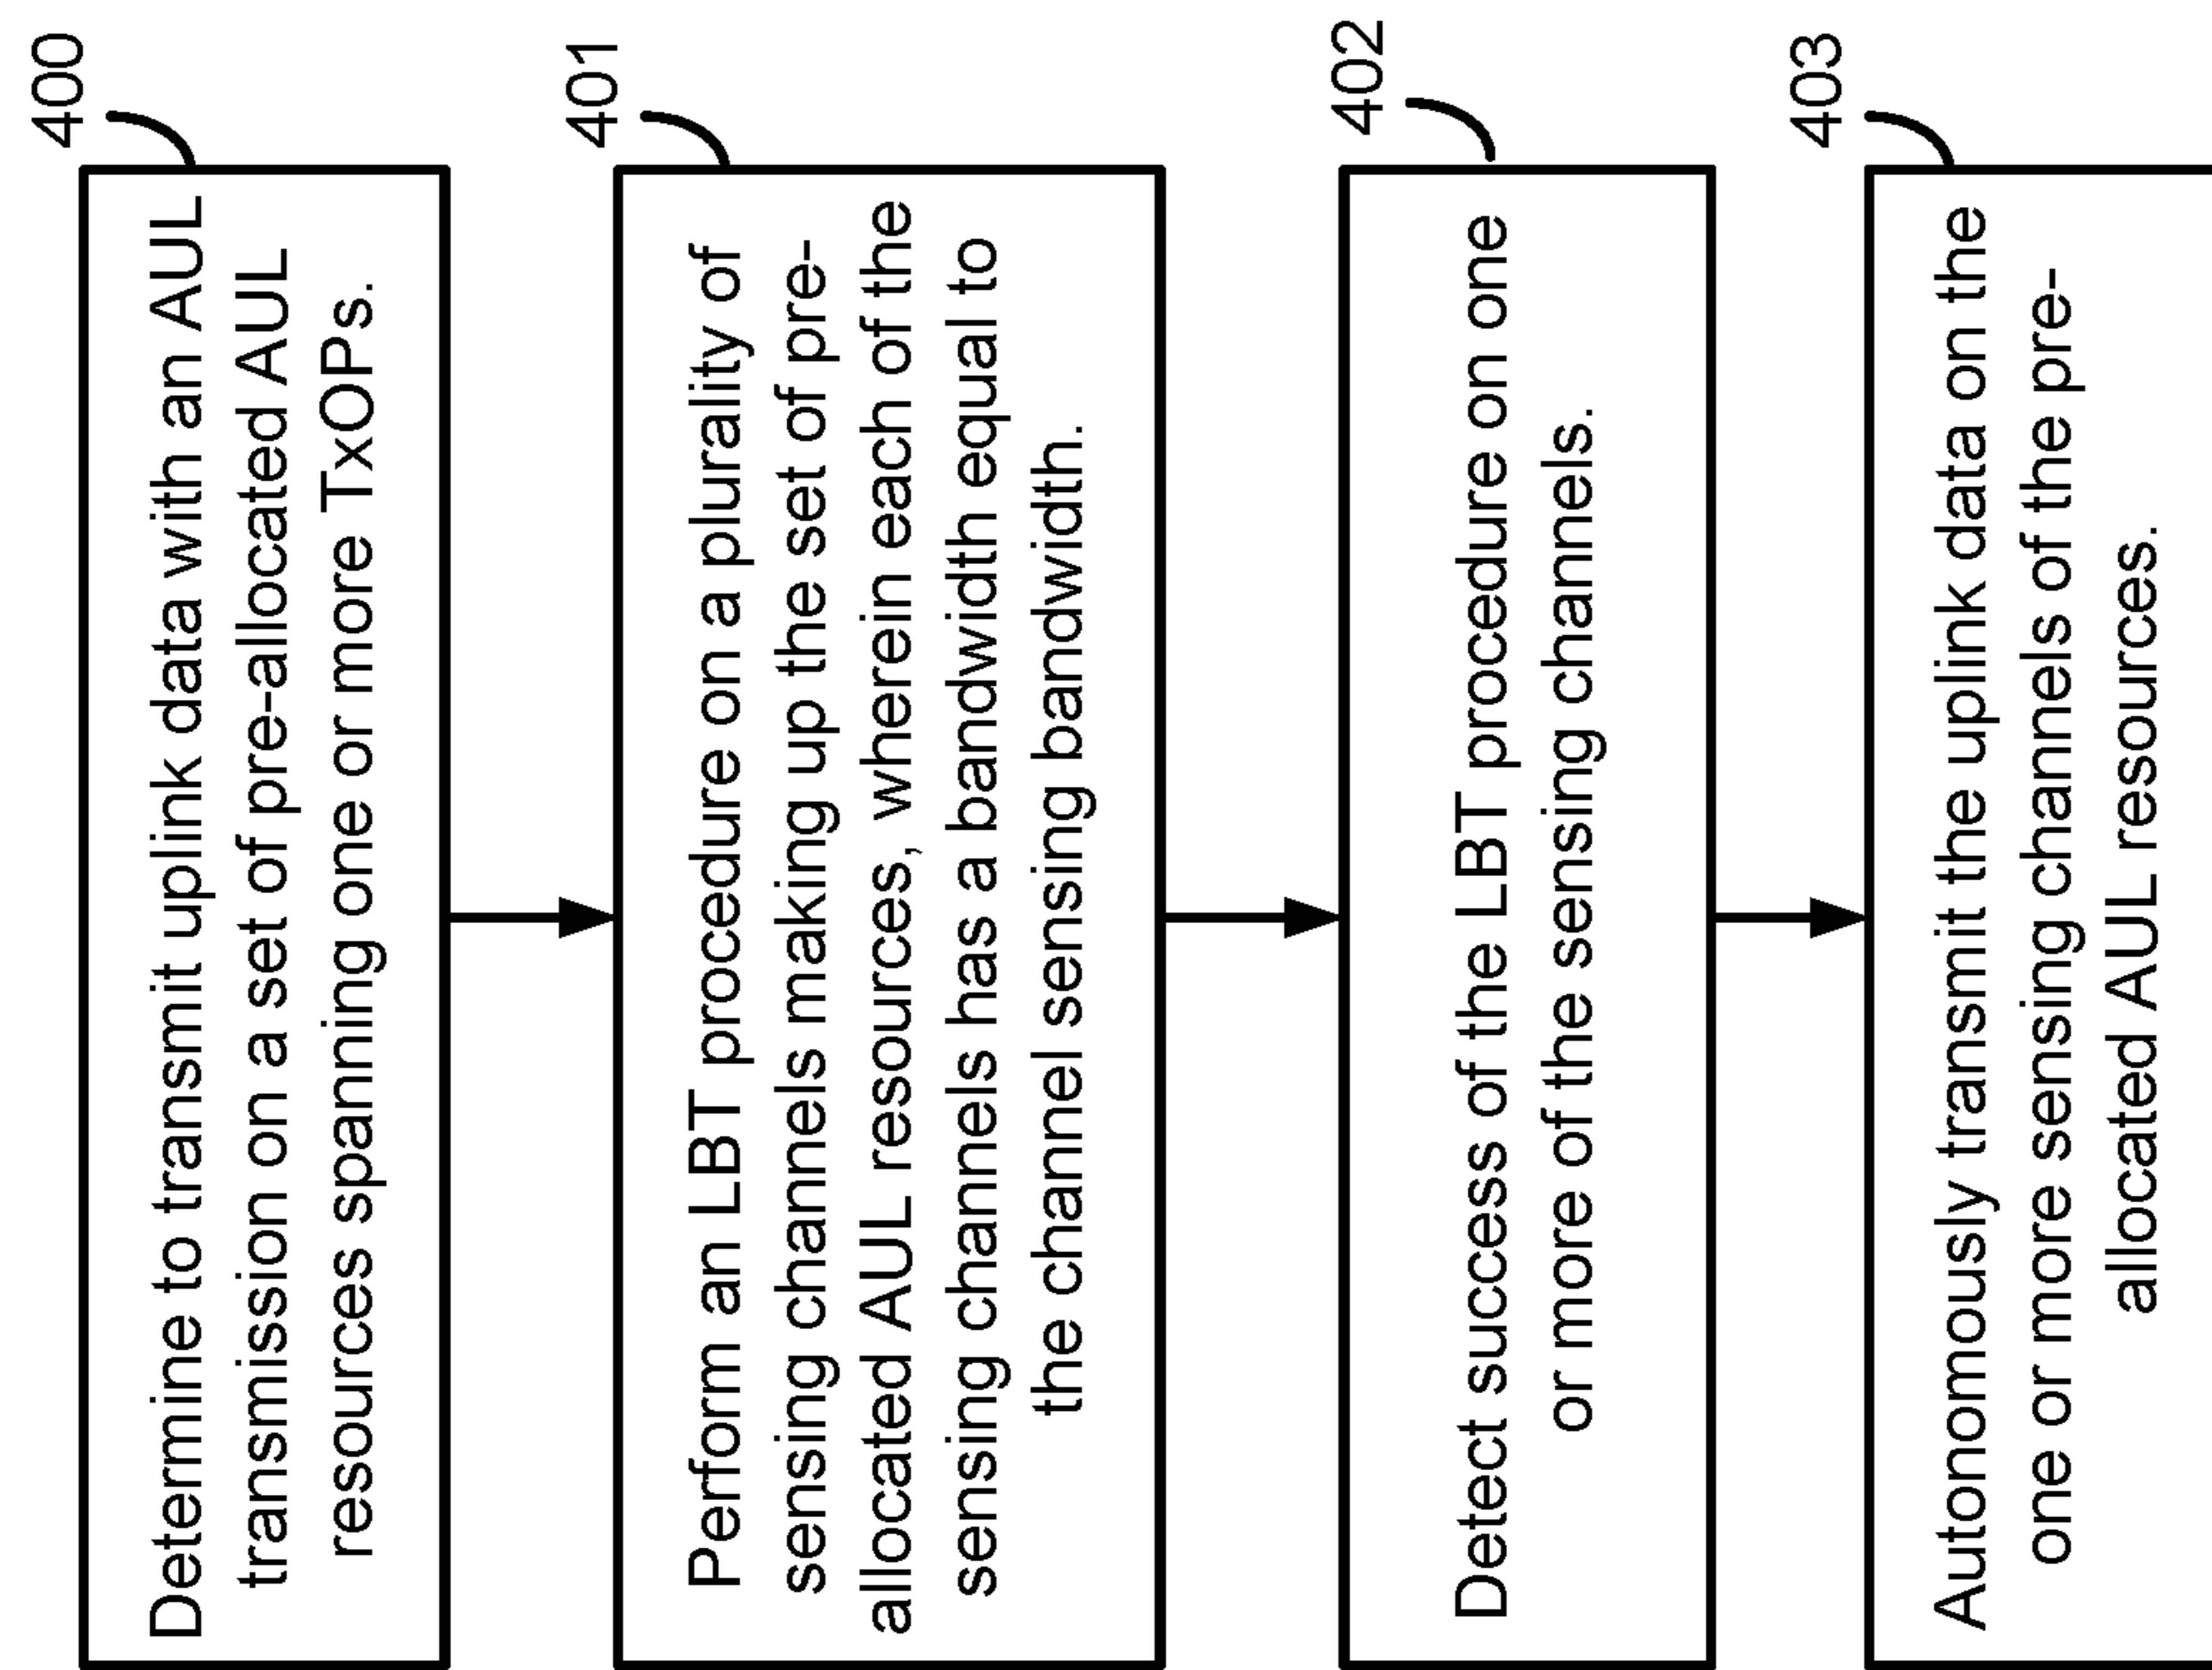 400
Determine to transmit uplink data with an AUL
transmission on a set of pre-allocated AUL
resources spanning one or more TxOPs.
401
Perform an LBT procedure on a plurality of
sensing channels making up the set of pre-
allocated AUL resources, wherein each of the
sensing channels has a bandwidth equal to
the channel sensing bandwidth.
402
Detect success of the LBT procedure on one
or more of the sensing channels.
403
Autonomously transmit the uplink data on the
one or more sensing channels of the pre-
allocated AUL resources.